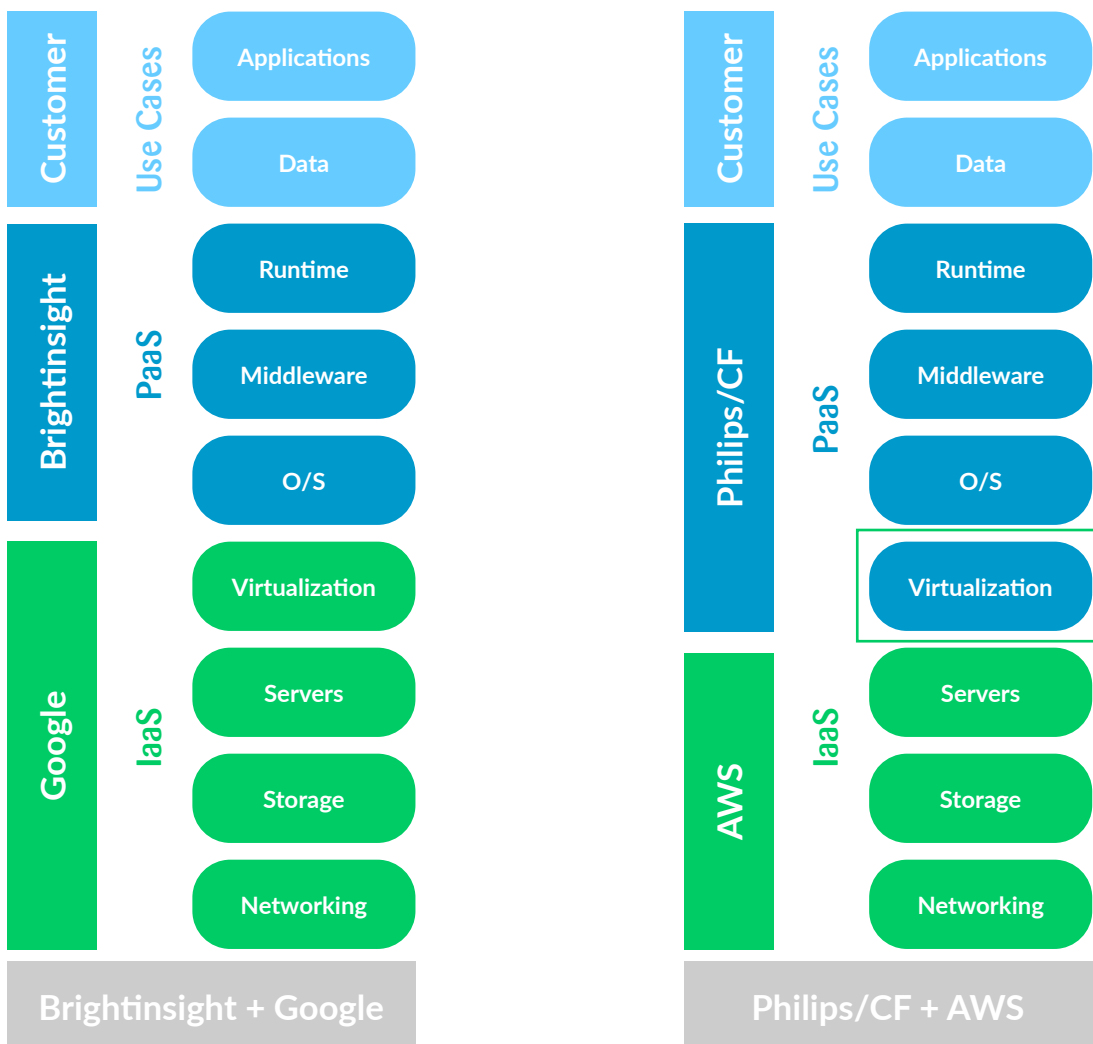 Customer
Use Cases
Applications
Data
Brightinsight
PaaS
Runtime
Middleware
O/S
Google
IaaS
Virtualization
Servers
Storage
Networking
Brightinsight + Google
Customer
Use Cases
Applications
Data
Philips/CF
PaaS
Runtime
Middleware
O/S
Virtualization
AWS
IaaS
Servers
Storage
Networking
Philips/CF + AWS